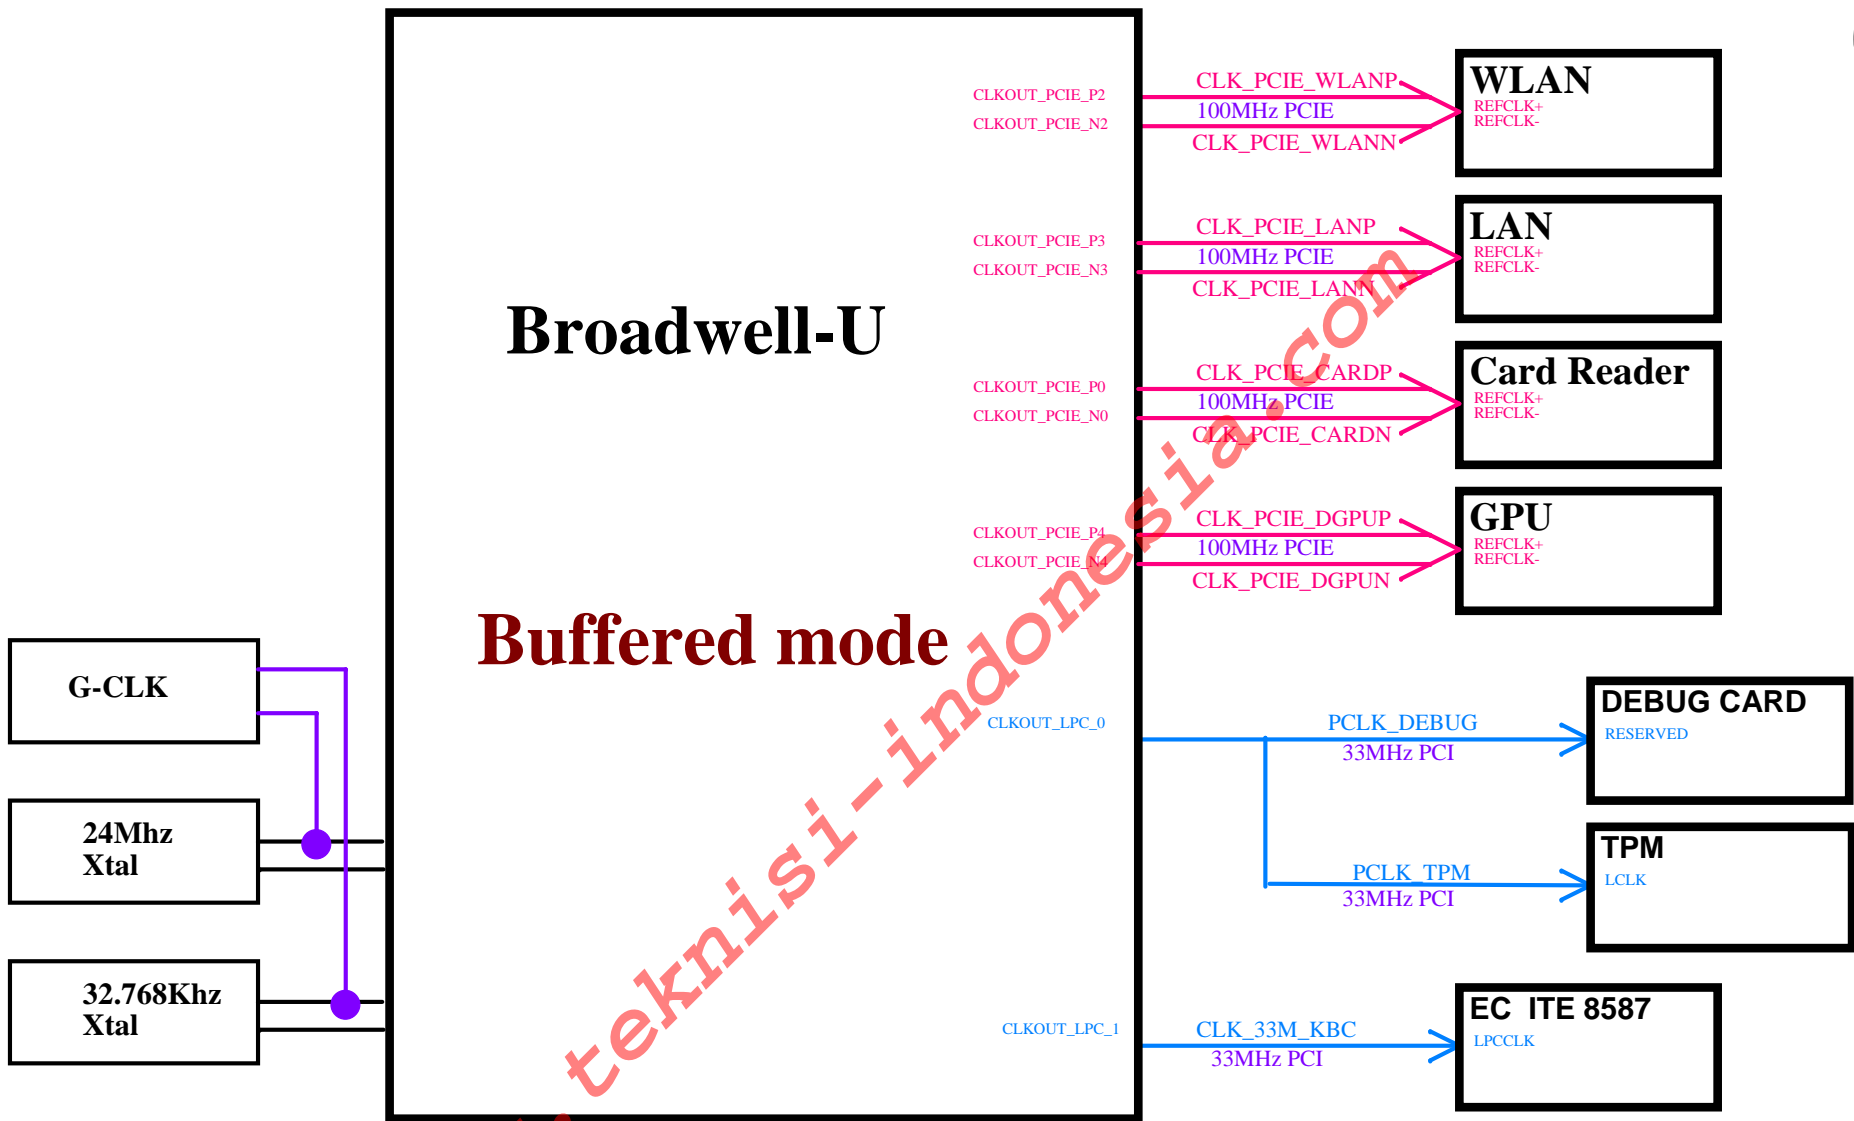 CLKOUT_PCIE_P2
CLKOUT_PCIE_N2
CLK_PCIE_WLANP
100MHz PCIE
CLK_PCIE_WLANN
WLAN
REFCLK+
REFCLK-
CLKOUT_PCIE_P3
CLKOUT_PCIE_N3
CLK_PCIE_LANP
100MHz PCIE
CLK_PCIE_LANN
LAN
REFCLK+
REFCLK-
Broadwell-U
CLKOUT_PCIE_P0
CLKOUT_PCIE_N0
CLK_PCIE_CARDP
100MHz PCIE
CLK_PCIE_CARDN
Card Reader
REFCLK+
REFCLK-
CLKOUT_PCIE_P4
CLKOUT_PCIE_N4
CLK_PCIE_DGPUP
100MHz PCIE
CLK_PCIE_DGPUN
GPU
REFCLK+
REFCLK-
Buffered mode
G-CLK
CLKOUT_LPC_0
PCLK_DEBUG
33MHz PCI
DEBUG CARD
RESERVED
24Mhz
Xtal
PCLK_TPM
33MHz PCI
TPM
LCLK
32.768Khz
Xtal
CLKOUT_LPC_1
CLK_33M_KBC
33MHz PCI
EC ITE 8587
LPCCLK
.teknisi-indonesia.com